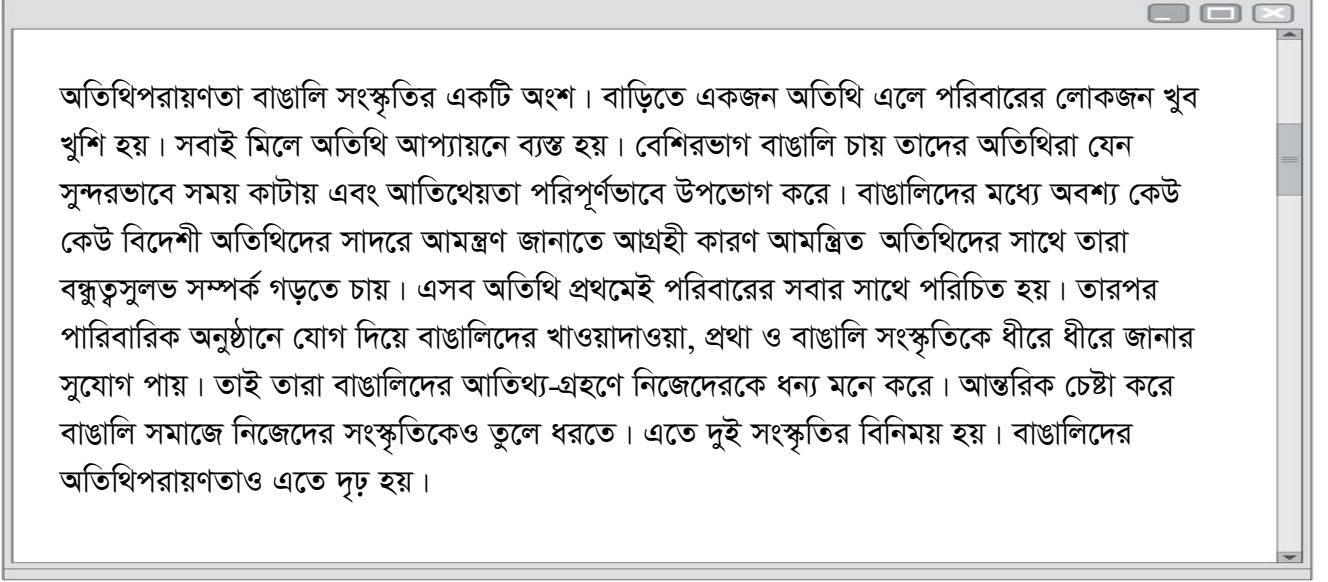 অতিথিপরায়ণতা বাঙালি সংস্কৃতির একটি অংশ। বাড়িতে একজন অতিথি এলে পরিবারের লোকজন খুব
খুশি হয়। সবাই মিলে অতিথি আপ্যায়নে ব্যস্ত হয়। বেশিরভাগ বাঙালি চায় তাদের অতিথিরা যেন
সুন্দরভাবে সময় কাটায় এবং আতিথেয়তা পরিপূর্ণভাবে উপভোগ করে। বাঙালিদের মধ্যে অবশ্য কেউ
কেউ বিদেশী অতিথিদের সাদরে আমন্ত্রণ জানাতে আগ্রহী কারণ আমন্ত্রিত অতিথিদের সাথে তারা
বন্ধুত্বসুলভ সম্পর্ক গড়তে চায়। এসব অতিথি প্রথমেই পরিবারের সবার সাথে পরিচিত হয়। তারপর
পারিবারিক অনুষ্ঠানে যোগ দিয়ে বাঙালিদের খাওয়াদাওয়া, প্রথা ও বাঙালি সংস্কৃতিকে ধীরে ধীরে জানার
সুযোগ পায়। তাই তারা বাঙালিদের আতিথ্য-গ্রহণে নিজেদেরকে ধন্য মনে করে। আন্তরিক চেষ্টা করে
বাঙালি সমাজে নিজেদের সংস্কৃতিকেও তুলে ধরতে। এতে দুই সংস্কৃতির বিনিময় হয়। বাঙালিদের
অতিথিপরায়ণতাও এতে দৃঢ় হয়।